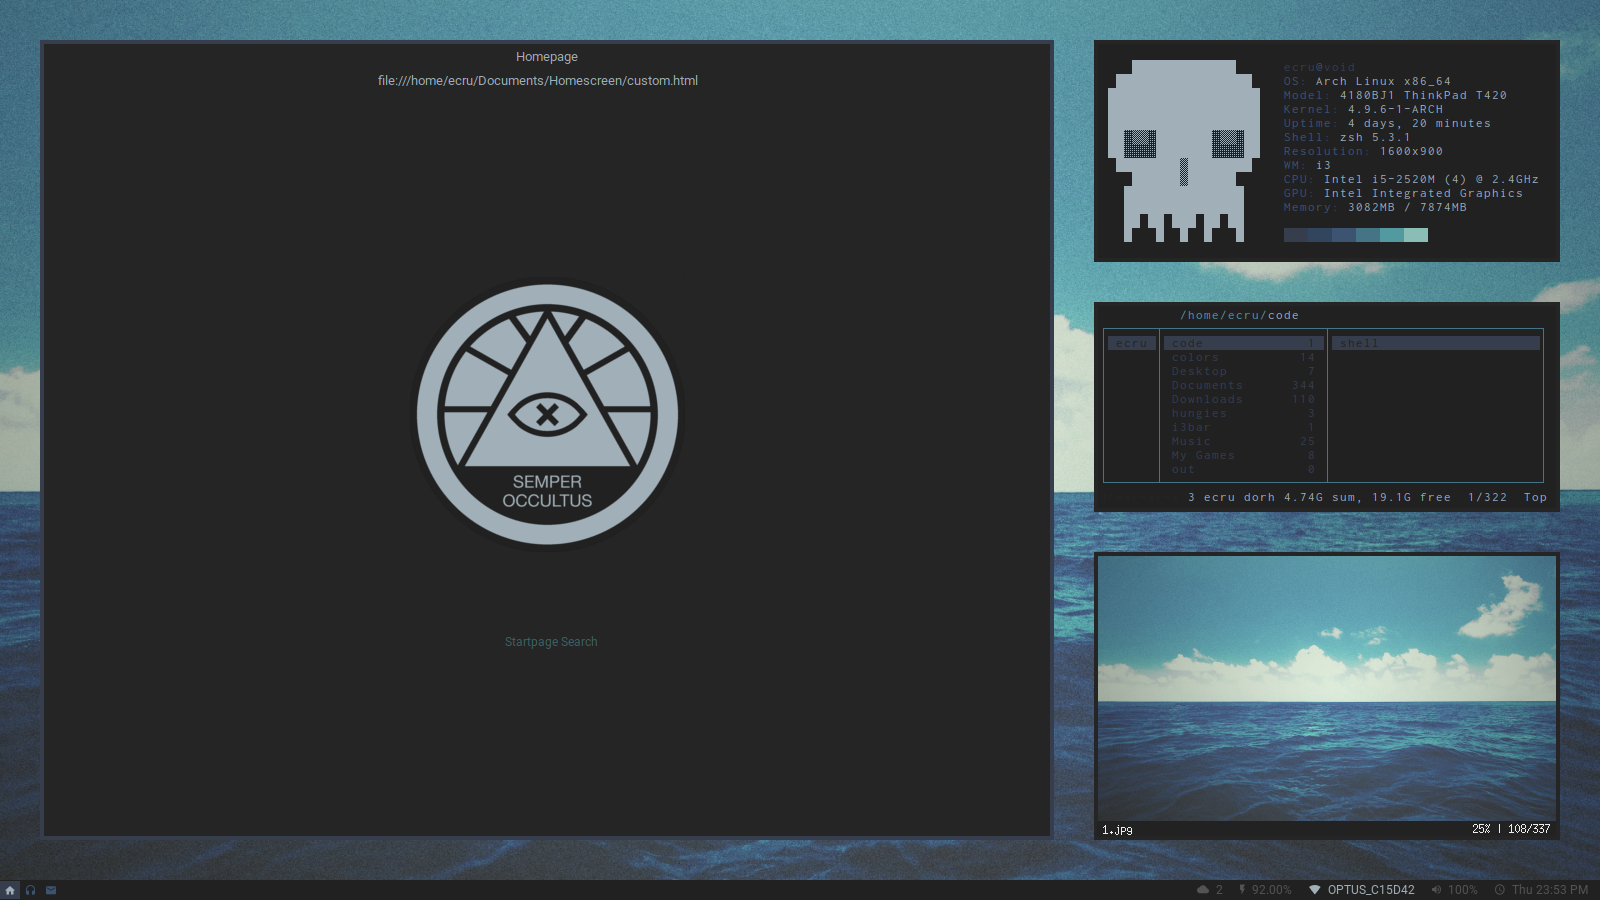 Homepage
file:///home/ecru/Documents/Homescreen/custom.html
SEMPER
OCCULTUS
Startpage Search
ecru@void
OS: Arch Linux x86_64
Model: 4180BJ1 ThinkPad T420
Kernel: 4.9.6-1-ARCH
Uptime: 4 days, 20 minutes
Shell: zsh 5.3.1
Resolution: 1600x900
WM: i3
CPU: Intel i5-2520M (4) @ 2.4GHz
GPU: Intel Integrated Graphics
Memory: 3082MB / 7874MB
/home/ecru/code
ecru code 1 shell
colors 14
Desktop 7
Documents 344
Downloads 110
hungies 3
i3bar 1
Music 25
My Games 8
out 0
3 ecru dorh 4.74G sum, 19.1G free 1/322 Top
1.jpg 25% | 108/337
2 92.00% OPTUS_C15D42 100% Thu 23:53 PM